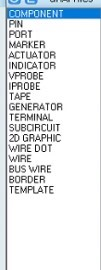 GRAPHICS
COMPONENT
PIN
PORT
MARKER
ACTUATOR
INDICATOR
VPROBE
IPROBE
TAPE
GENERATOR
TERMINAL
SUBCIRCUIT
2D GRAPHIC
WIRE DOT
WIRE
BUS WIRE
BORDER
TEMPLATE